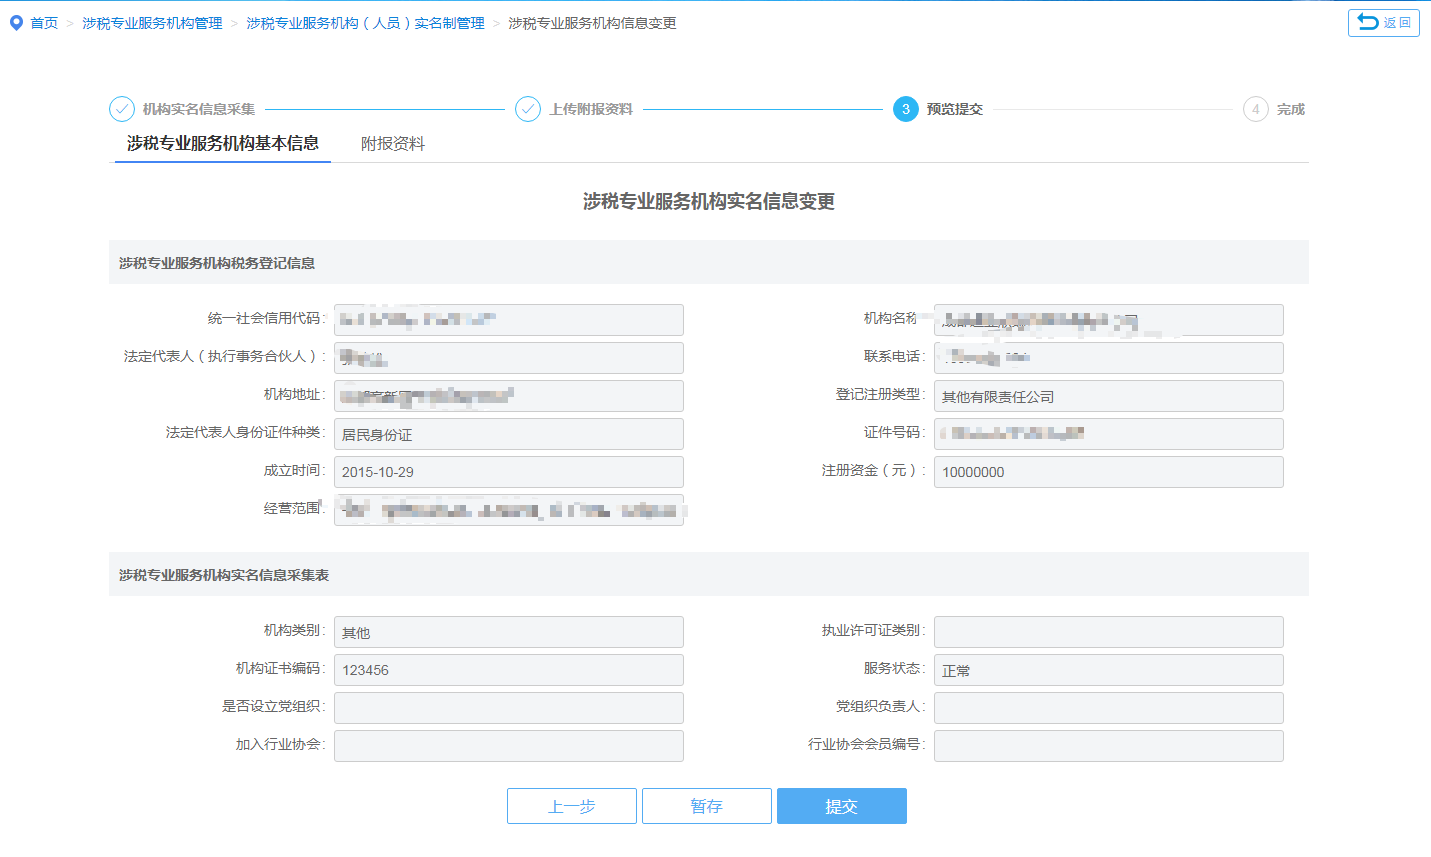 首页 > 涉税专业服务机构管理 > 涉税专业服务机构（人员）实名制管理 > 涉税专业服务机构信息变更
返回
机构实名信息采集 上传附报资料 3 预览提交 4 完成
涉税专业服务机构基本信息 附报资料
涉税专业服务机构实名信息变更
涉税专业服务机构税务登记信息
统一社会信用代码: 机构名称
法定代表人（执行事务合伙人）: 联系电话:
机构地址: 登记注册类型: 其他有限责任公司
法定代表人身份证件种类: 居民身份证 证件号码:
成立时间: 2015-10-29 注册资金（元）: 10000000
经营范围:
涉税专业服务机构实名信息采集表
机构类别: 其他 执业许可证类别:
机构证书编码: 123456 服务状态: 正常
是否设立党组织: 党组织负责人:
加入行业协会: 行业协会会员编号:
上一步 暂存 提交